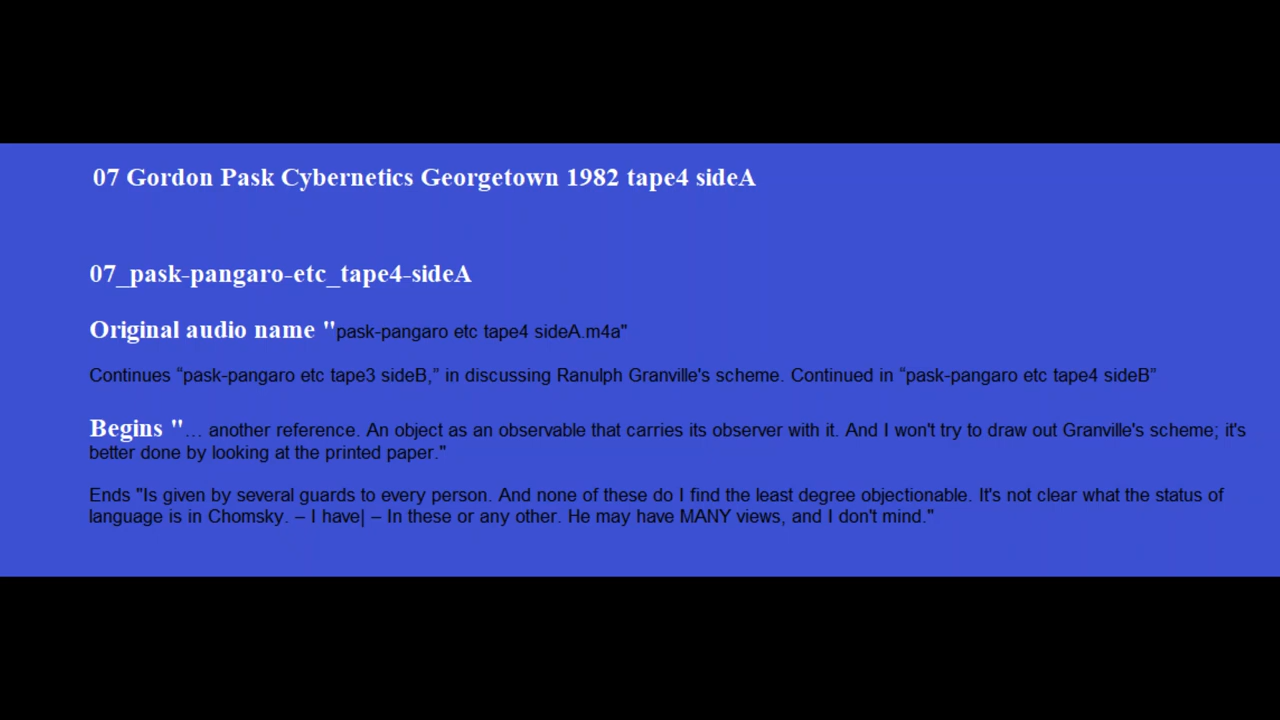 07 Gordon Pask Cybernetics Georgetown 1982 tape4 sideA
07_pask-pangaro-etc_tape4-sideA
Original audio name "pask-pangaro etc tape4 sideA.m4a"
Continues “pask-pangaro etc tape3 sideB,” in discussing Ranulph Granville's scheme. Continued in “pask-pangaro etc tape4 sideB”
Begins "… another reference. An object as an observable that carries its observer with it. And I won't try to draw out Granville's scheme; it's
better done by looking at the printed paper."
Ends "Is given by several guards to every person. And none of these do I find the least degree objectionable. It's not clear what the status of
language is in Chomsky. – I have| – In these or any other. He may have MANY views, and I don't mind."